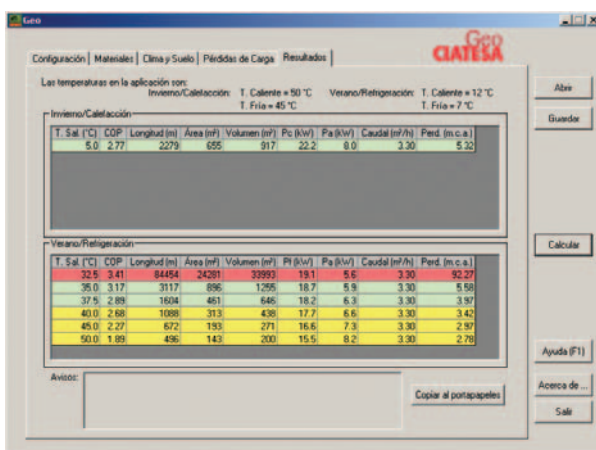 Geo
Geo
CIATESA
Configuración | Materiales | Clima y Suelo | Pérdidas de Carga | Resultados
Las temperaturas en la aplicación son:
Invierno/Calefacción: T. Caliente = 50 °C Verano/Refrigeración: T. Caliente = 12 °C
T. Fría = 45 °C T. Fría = 7 °C
Invierno/Calefacción
T. Sal. (°C) COP Longitud (m) Área (m²) Volumen (m³) Pc (kW) Pa (kW) Caudal (m³/h) Perd. (m.c.a.)
5.0 2.77 2279 655 917 22.2 8.0 3.30 5.32
Verano/Refrigeración
T. Sal. (°C) COP Longitud (m) Área (m²) Volumen (m³) Pf (kW) Pa (kW) Caudal (m³/h) Perd. (m.c.a.)
32.5 3.41 84454 24281 33993 19.1 5.6 3.30 92.27
35.0 3.17 3117 896 1255 18.7 5.9 3.30 5.58
37.5 2.89 1604 461 646 18.2 6.3 3.30 3.97
40.0 2.68 1088 313 438 17.7 6.6 3.30 3.42
45.0 2.27 672 193 271 16.6 7.3 3.30 2.97
50.0 1.89 496 143 200 15.5 8.2 3.30 2.78
Avisos:
Copiar al portapapeles
Abrir
Guardar
Calcular
Ayuda (F1)
Acerca de ...
Salir